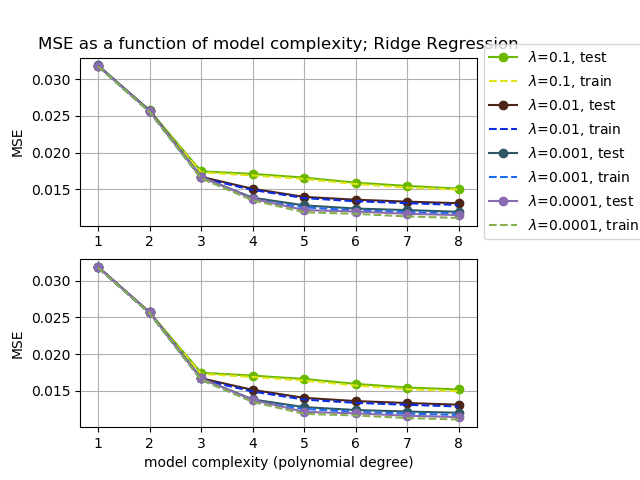 MSE as a function of model complexity; Ridge Regression
0.030
0.025
0.020
0.015
MSE
1 2 3 4 5 6 7 8
λ=0.1, test
λ=0.1, train
λ=0.01, test
λ=0.01, train
λ=0.001, test
λ=0.001, train
λ=0.0001, test
λ=0.0001, train
0.030
0.025
0.020
0.015
MSE
1 2 3 4 5 6 7 8
model complexity (polynomial degree)